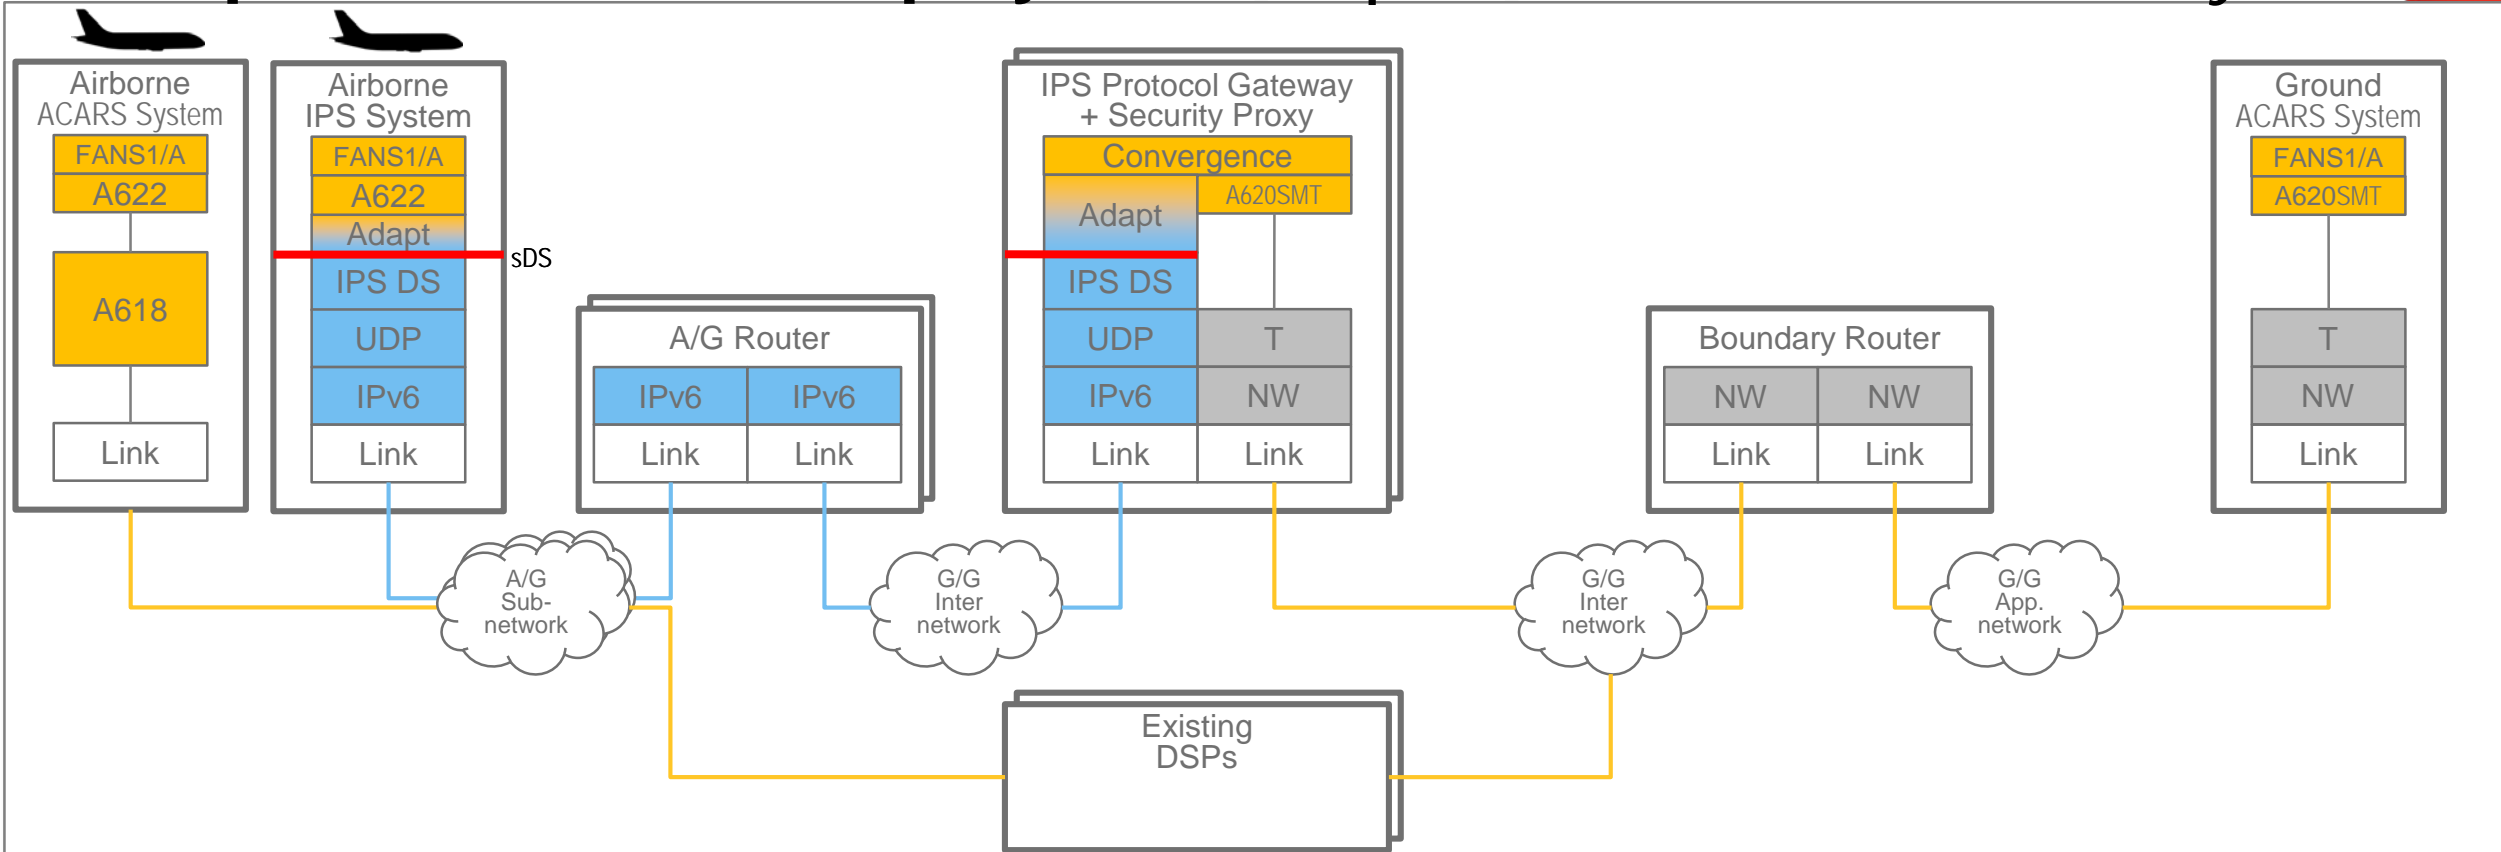 Airborne
ACARS System
FANS1/A
A622
A618
Link
Airborne
IPS System
FANS1/A
A622
Adapt
sDS
IPS DS
UDP
IPv6
Link
A/G Router
IPv6 IPv6
Link Link
IPS Protocol Gateway
+ Security Proxy
Convergence
Adapt A620SMT
IPS DS
UDP T
IPv6 NW
Link Link
Boundary Router
NW NW
Link Link
Ground
ACARS System
FANS1/A
A620SMT
T
NW
Link
A/G
Sub-
network
G/G
Inter
network
G/G
Inter
network
G/G
App.
network
Existing
DSPs